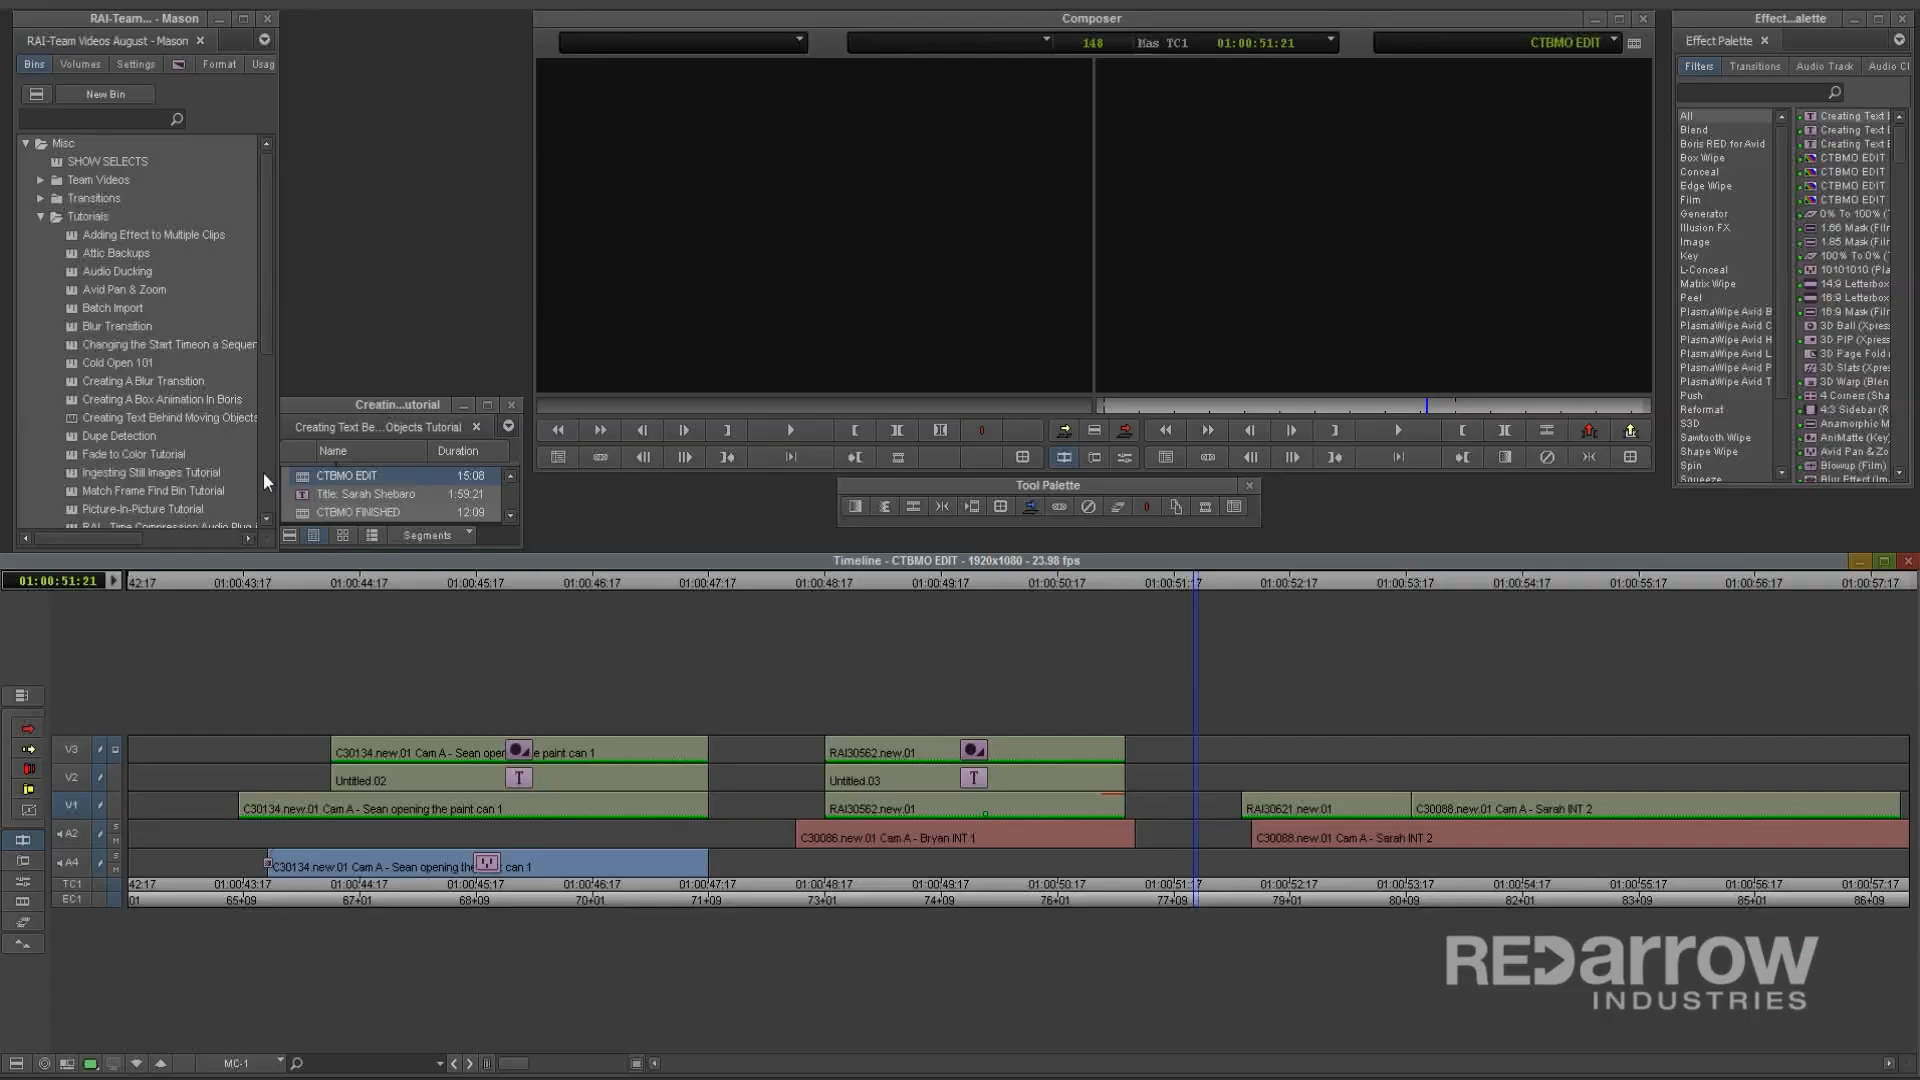 RAI-Team... - Mason
RAI-Team Videos August - Mason
Bins Volumes Settings Format Usag
New Bin
Misc
SHOW SELECTS
Team Videos
Transitions
Tutorials
Adding Effect to Multiple Clips
Attic Backups
Audio Ducking
Avid Pan & Zoom
Batch Import
Blur Transition
Changing the Start Timeon a Sequer
Cold Open 101
Creating A Blur Transition
Creating A Box Animation In Boris
Creating Text Behind Moving Objects
Dupe Detection
Fade to Color Tutorial
Ingesting Still Images Tutorial
Match Frame Find Bin Tutorial
Picture-In-Picture Tutorial
Creatin...utorial
Creating Text Be...Objects Tutorial
Name Duration
CTBMO EDIT 15:08
Title: Sarah Shebaro 1:59:21
CTBMO FINISHED 12:09
Segments
Composer
148 Mas TC1 01:00:51:21
CTBMO EDIT
Tool Palette
Effect...alette
Effect Palette
Filters Transitions Audio Track Audio Cl
All
Blend
Boris RED for Avid
Box Wipe
Conceal
Edge Wipe
Film
Generator
Illusion FX
Image
Key
L-Conceal
Matrix Wipe
Peel
PlasmaWipe Avid B
PlasmaWipe Avid C
PlasmaWipe Avid H
PlasmaWipe Avid L
PlasmaWipe Avid P
PlasmaWipe Avid T
Push
Reformat
S3D
Sawtooth Wipe
Shape Wipe
Spin
Squeeze
Creating Text
Creating Text
Creating Text
CTBMO EDIT
CTBMO EDIT
CTBMO EDIT
CTBMO EDIT
0% To 100% (
1.66 Mask (Filr
1.85 Mask (Filr
100% To 0% (
10101010 (Pla
14:9 Letterbox
16:9 Letterbox
16:9 Mask (Filr
3D Ball (Xpres
3D PIP (Xpres
3D Page Fold
3D Slats (Xpre
3D Warp (Blen
4 Corners (Sha
4:3 Sidebar (R
Anamorphic M
AniMatte (Key
Avid Pan & Zo
Blowup (Film)
Blur Effect (Im
Timeline - CTBMO EDIT - 1920x1080 - 23.98 fps
01:00:51:21 42:17 01:00:43:17 01:00:44:17 01:00:45:17 01:00:46:17 01:00:47:17 01:00:48:17 01:00:49:17 01:00:50:17 01:00:51:17 01:00:52:17 01:00:53:17 01:00:54:17 01:00:55:17 01:00:56:17 01:00:57:17
V3 C30134.new.01 Cam A - Sean oper e paint can 1 RAI30562.new.01
V2 Untitled.02 T Untitled.03 T
V1 C30134.new.01 Cam A - Sean opening the paint can 1 RAI30562.new.01 RAI30621.new.01 C30088.new.01 Cam A - Sarah INT 2
A2 S M C30086.new.01 Cam A - Bryan INT 1 C30088.new.01 Cam A - Sarah INT 2
A4 S M C30134.new.01 Cam A - Sean opening the can 1
TC1 42:17 01:00:43:17 01:00:44:17 01:00:45:17 01:00:46:17 01:00:47:17 01:00:48:17 01:00:49:17 01:00:50:17 01:00:51:17 01:00:52:17 01:00:53:17 01:00:54:17 01:00:55:17 01:00:56:17 01:00:57:17
EC1 01 65+09 67+01 68+09 70+01 71+09 73+01 74+09 76+01 77+09 79+01 80+09 82+01 83+09 85+01 86+09
REDarrow
INDUSTRIES
MC-1